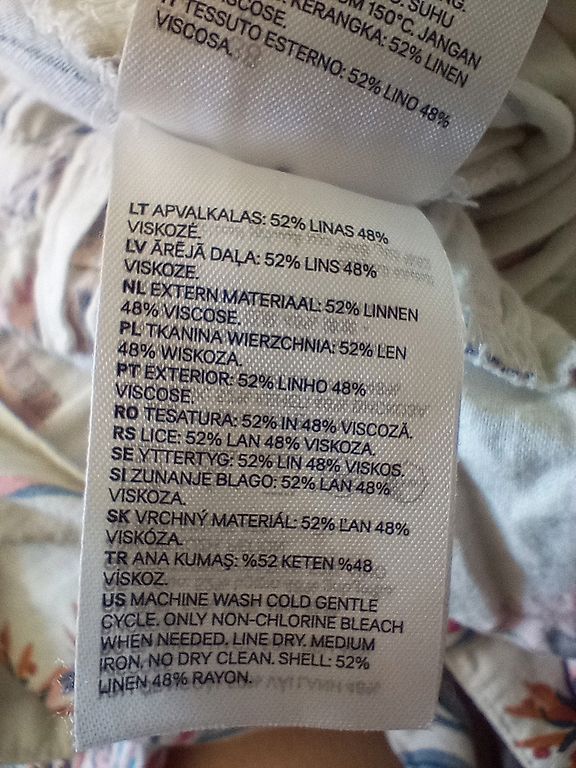 SUHU
UM 150°C. JANGAN
KERANGKA: 52% LINEN
VISCOSE.
IT TESSUTO ESTERNO: 52% LINO 48%
VISCOSA.
LT APVALKALAS: 52% LINAS 48%
VISKOZĖ.
LV ĀRĒJĀ DAĻA: 52% LINS 48%
VISKOZE.
NL EXTERN MATERIAAL: 52% LINNEN
48% VISCOSE.
PL TKANINA WIERZCHNIA: 52% LEN
48% WISKOZA.
PT EXTERIOR: 52% LINHO 48%
VISCOSE.
RO TESATURA: 52% IN 48% VISCOZĂ.
RS LICE: 52% LAN 48% VISKOZA.
SE YTTERTYG: 52% LIN 48% VISKOS.
SI ZUNANJE BLAGO: 52% LAN 48%
VISKOZA.
SK VRCHNÝ MATERIÁL: 52% ĽAN 48%
VISKÓZA.
TR ANA KUMAŞ: %52 KETEN %48
VİSKOZ.
US MACHINE WASH COLD GENTLE
CYCLE. ONLY NON-CHLORINE BLEACH
WHEN NEEDED. LINE DRY. MEDIUM
IRON. NO DRY CLEAN. SHELL: 52%
LINEN 48% RAYON.